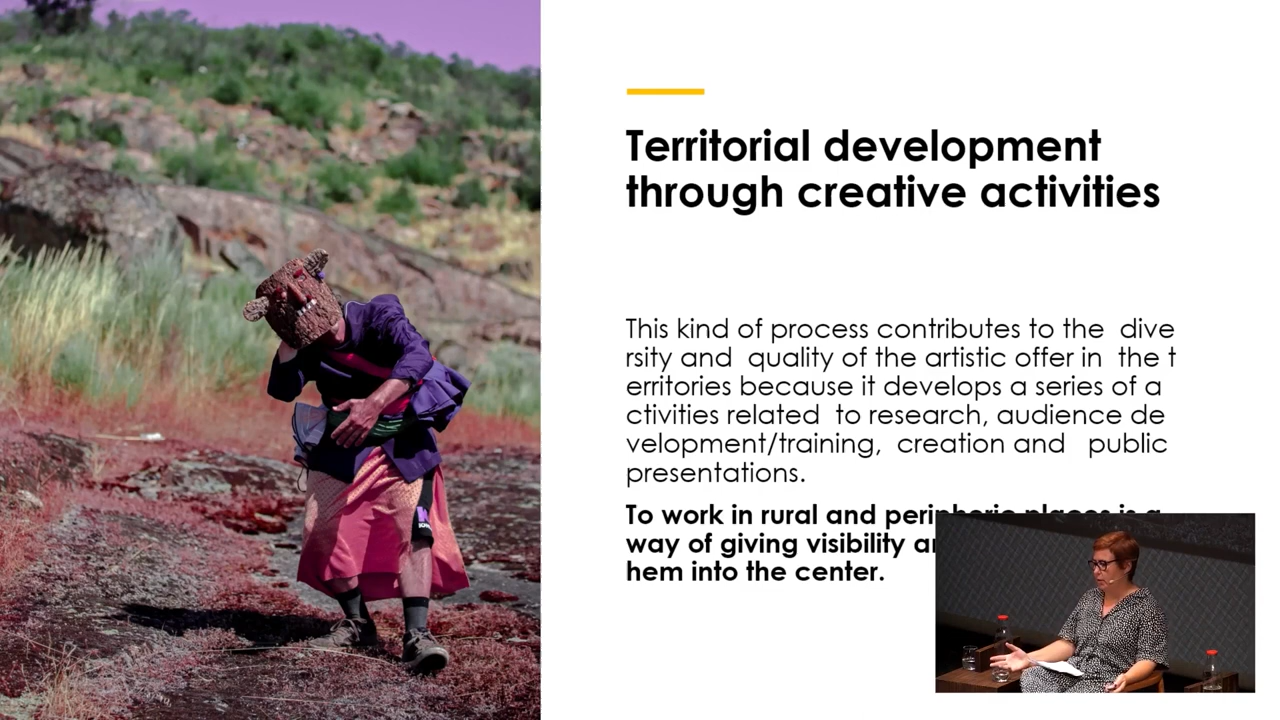 Territorial development
through creative activities
This kind of process contributes to the dive
rsity and quality of the artistic offer in the t
erritories because it develops a series of a
ctivities related to research, audience de
velopment/training, creation and public
presentations.
To work in rural and peripheric places is a
way of giving visibility
hem into the center.